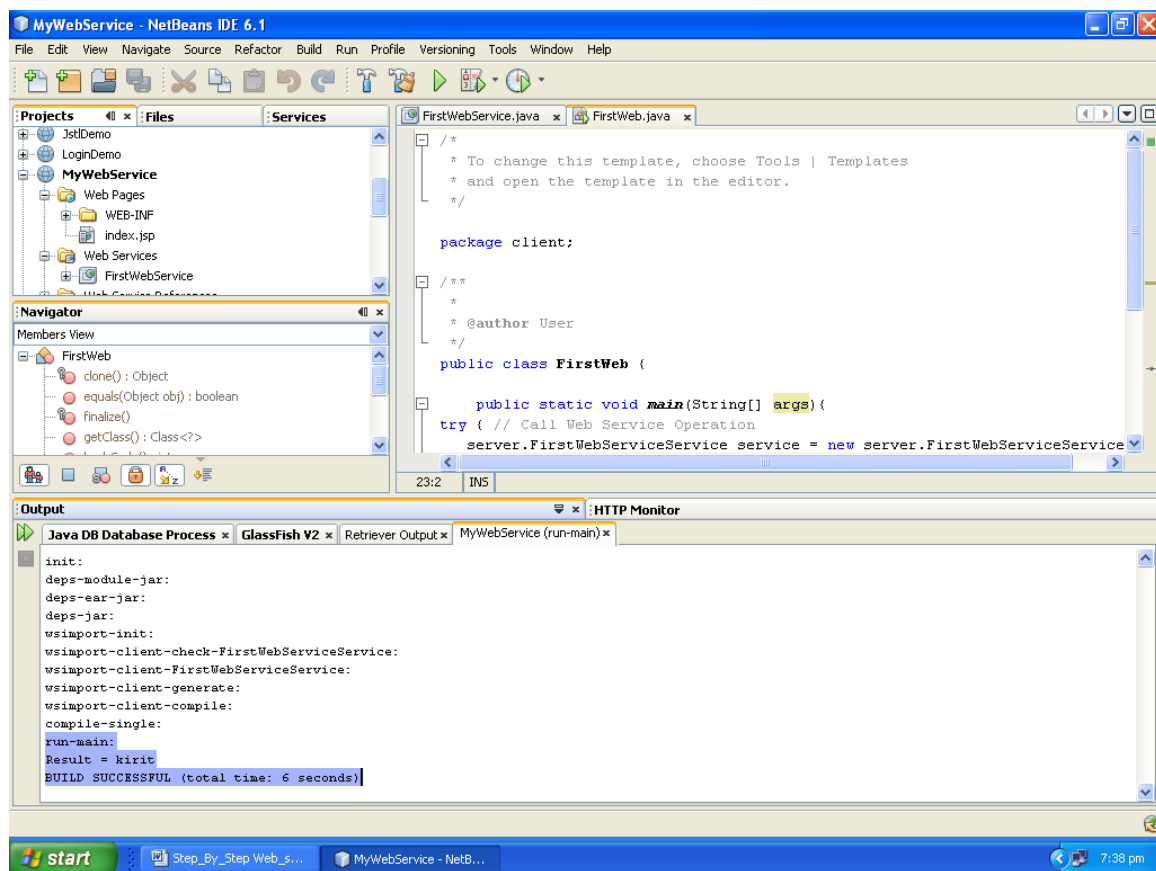 MyWebService - NetBeans IDE 6.1
File Edit View Navigate Source Refactor Build Run Profile Versioning Tools Window Help
Projects Files Services
JstlDemo
LoginDemo
MyWebService
Web Pages
WEB-INF
index.jsp
Web Services
FirstWebService
Navigator
Members View
FirstWeb
clone() : Object
equals(Object obj) : boolean
finalize()
getClass() : Class<?>
FirstWebService.java x FirstWeb.java x
/*
* To change this template, choose Tools | Templates
* and open the template in the editor.
*/
package client;
/**
*
* @author User
*/
public class FirstWeb {
public static void main(String[] args){
try { // Call Web Service Operation
server.FirstWebServiceService service = new server.FirstWebServiceService
23:2 INS
Output HTTP Monitor
Java DB Database Process x GlassFish V2 x Retriever Output x MyWebService (run-main) x
init:
deps-module-jar:
deps-ear-jar:
deps-jar:
wsimport-init:
wsimport-client-check-FirstWebServiceService:
wsimport-client-FirstWebServiceService:
wsimport-client-generate:
wsimport-client-compile:
compile-single:
run-main:
Result = kirit
BUILD SUCCESSFUL (total time: 6 seconds)
start Step_By_Step Web_s... MyWebService - NetB... 7:38 pm